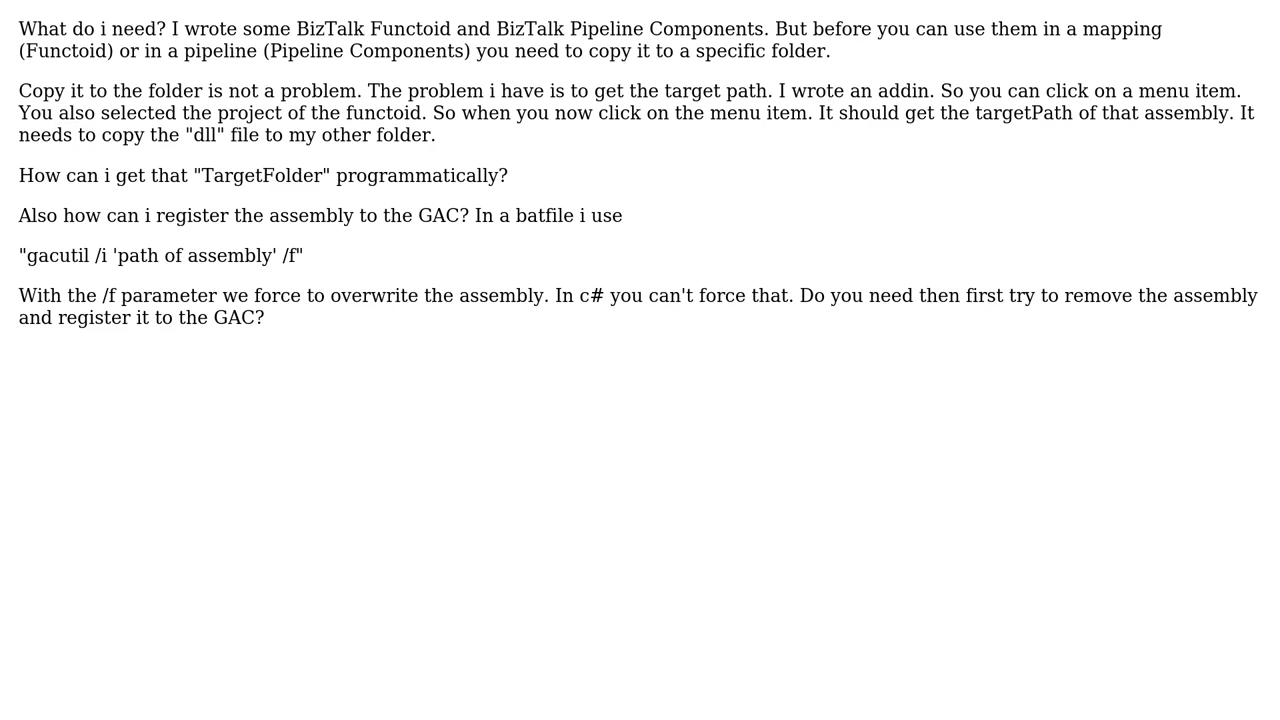 What do i need? I wrote some BizTalk Functoid and BizTalk Pipeline Components. But before you can use them in a mapping
(Functoid) or in a pipeline (Pipeline Components) you need to copy it to a specific folder.
Copy it to the folder is not a problem. The problem i have is to get the target path. I wrote an addin. So you can click on a menu item.
You also selected the project of the functoid. So when you now click on the menu item. It should get the targetPath of that assembly. It
needs to copy the "dll" file to my other folder.
How can i get that "TargetFolder" programmatically?
Also how can i register the assembly to the GAC? In a batfile i use
"gacutil /i 'path of assembly' /f"
With the /f parameter we force to overwrite the assembly. In c# you can't force that. Do you need then first try to remove the assembly
and register it to the GAC?